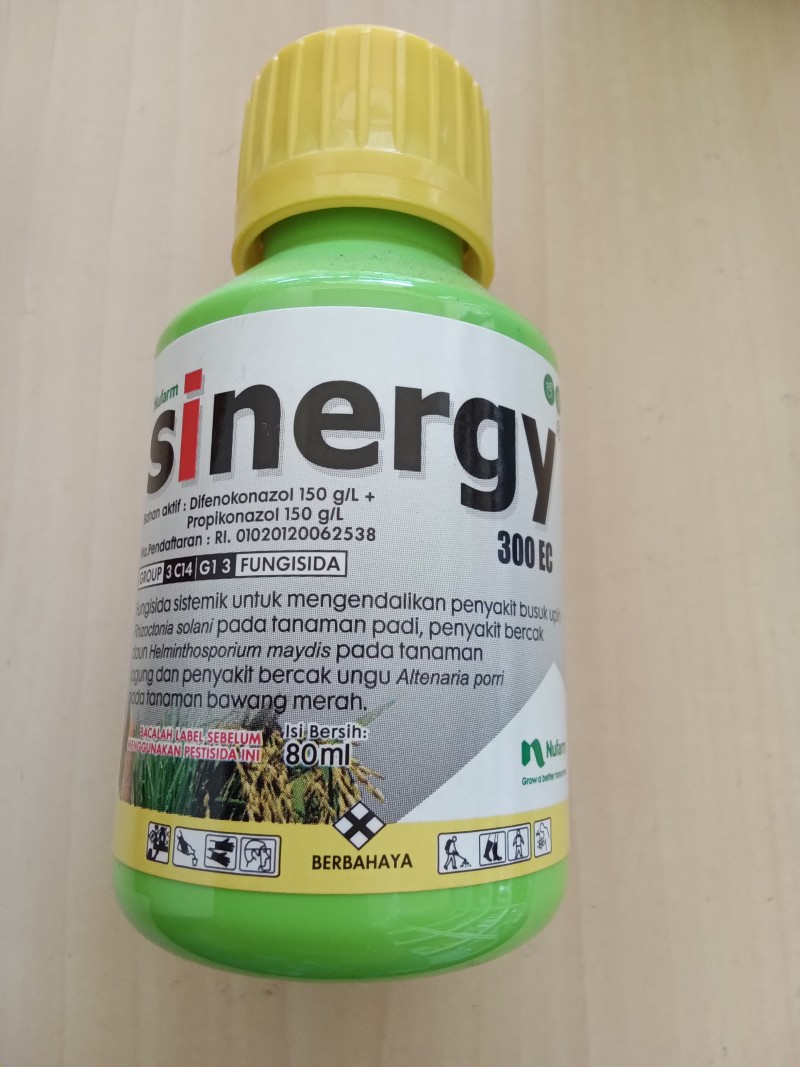 Nufarm
sinergy
300 EC
Bahan aktif : Difenokonazol 150 g/L +
Propikonazol 150 g/L
No.Pendaftaran : RI. 01020120062538
GROUP 3 C14 G1 3 FUNGISIDA
Fungisida sistemik untuk mengendalikan penyakit busuk upih
Rhizoctonia solani pada tanaman padi, penyakit bercak
daun Helminthosporium maydis pada tanaman
jagung dan penyakit bercak ungu Altenaria porri
pada tanaman bawang merah.
BACALAH LABEL SEBELUM
MENGGUNAKAN PESTISIDA INI
Isi Bersih:
80ml
Nufarm
Grow a better
BERBAHAYA